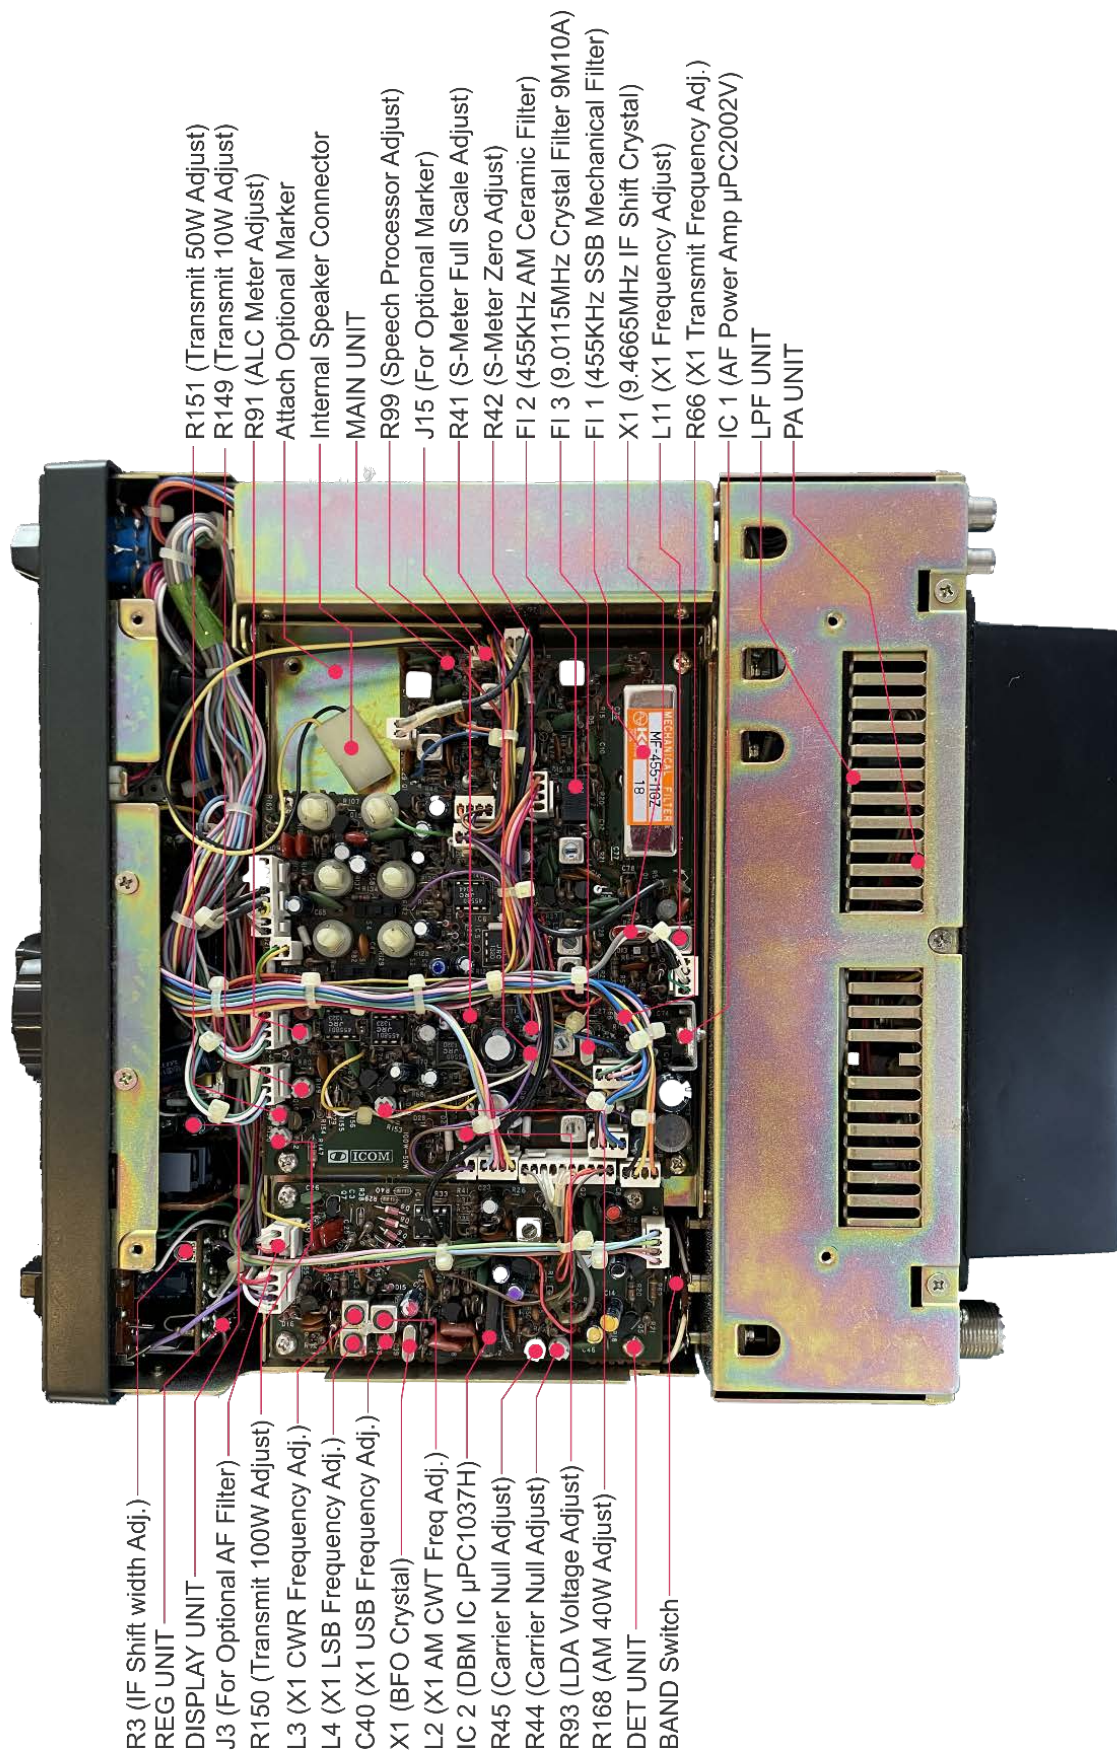 R151 (Transmit 50W Adjust)
R149 (Transmit 10W Adjust)
R91 (ALC Meter Adjust)
Attach Optional Marker
Internal Speaker Connector
MAIN UNIT
R99 (Speech Processor Adjust)
J15 (For Optional Marker)
R41 (S-Meter Full Scale Adjust)
R42 (S-Meter Zero Adjust)
FI 2 (455KHz AM Ceramic Filter)
FI 3 (9.0115MHz Crystal Filter 9M10A)
FI 1 (455KHz SSB Mechanical Filter)
X1 (9.4665MHz IF Shift Crystal)
L11 (X1 Frequency Adjust)
R66 (X1 Transmit Frequency Adj.)
IC 1 (AF Power Amp µPC2002V)
LPF UNIT
PA UNIT
MECHANICAL FILTER
MF-455-11GZ
18
ICOM
R3 (IF Shift width Adj.)
REG UNIT
DISPLAY UNIT
J3 (For Optional AF Filter)
R150 (Transmit 100W Adjust)
L3 (X1 CWR Frequency Adj.)
L4 (X1 LSB Frequency Adj.)
C40 (X1 USB Frequency Adj.)
X1 (BFO Crystal)
L2 (X1 AM CWT Freq Adj.)
IC 2 (DBM IC µPC1037H)
R45 (Carrier Null Adjust)
R44 (Carrier Null Adjust)
R93 (LDA Voltage Adjust)
R168 (AM 40W Adjust)
DET UNIT
BAND Switch